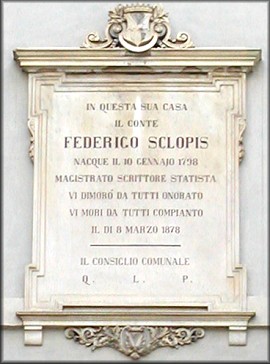 IN QUESTA SUA CASA
IL CONTE
FEDERICO SCLOPIS
NACQUE IL 10 GENNAJO 1798
MAGISTRATO SCRITTORE STATISTA
VI DIMORÒ DA TUTTI ONORATO
VI MORÌ DA TUTTI COMPIANTO
IL DÌ 8 MARZO 1878
IL CONSIGLIO COMUNALE
Q. L. P.